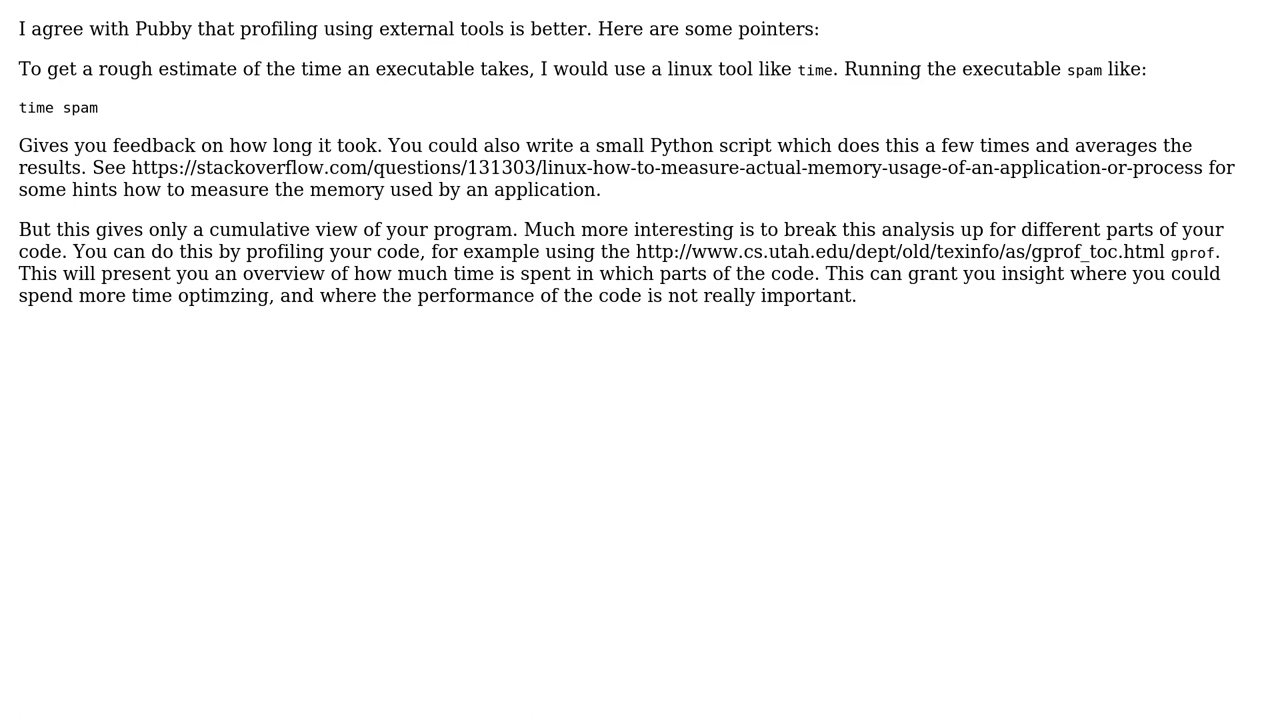 I agree with Pubby that profiling using external tools is better. Here are some pointers:
To get a rough estimate of the time an executable takes, I would use a linux tool like time. Running the executable spam like:
time spam
Gives you feedback on how long it took. You could also write a small Python script which does this a few times and averages the
results. See https://stackoverflow.com/questions/131303/linux-how-to-measure-actual-memory-usage-of-an-application-or-process for
some hints how to measure the memory used by an application.
But this gives only a cumulative view of your program. Much more interesting is to break this analysis up for different parts of your
code. You can do this by profiling your code, for example using the http://www.cs.utah.edu/dept/old/texinfo/as/gprof_toc.html gprof.
This will present you an overview of how much time is spent in which parts of the code. This can grant you insight where you could
spend more time optimzing, and where the performance of the code is not really important.